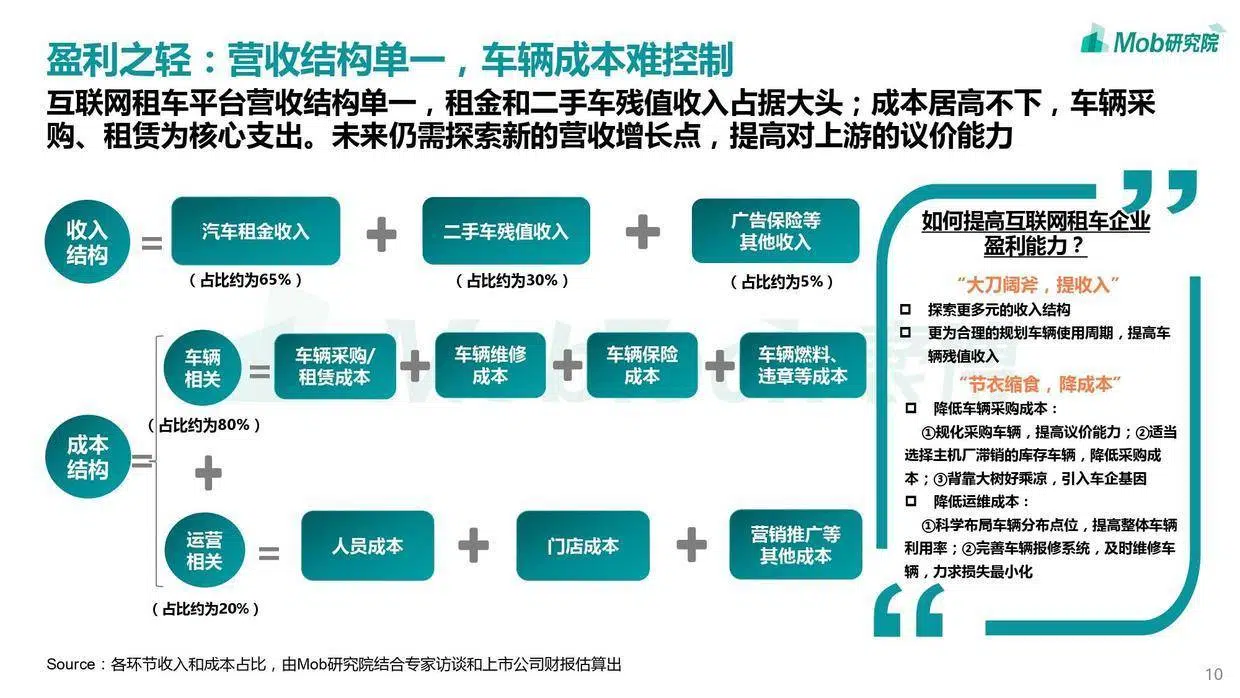 Mob研究院
盈利之轻：营收结构单一，车辆成本难控制
互联网租车平台营收结构单一，租金和二手车残值收入占据大头；成本居高不下，车辆采
购、租赁为核心支出。未来仍需探索新的营收增长点，提高对上游的议价能力
收入
结构
=
汽车租金收入
+
二手车残值收入
+
广告保险等
其他收入
（占比约为65%）
（占比约为30%）
（占比约为5%）
成本
结构
=
车辆
相关
=
车辆采购/
租赁成本
+
车辆维修
成本
+
车辆保险
成本
+
车辆燃料、
违章等成本
（占比约为80%）
+
运营
相关
=
人员成本
+
门店成本
+
营销推广等
其他成本
（占比约为20%）
如何提高互联网租车企业
盈利能力？
“大刀阔斧，提收入”
探索更多元的收入结构
更为合理的规划车辆使用周期，提高车
辆残值收入
“节衣缩食，降成本”
降低车辆采购成本：
①规化采购车辆，提高议价能力；②适当
选择主机厂滞销的库存车辆，降低采购成
本；③背靠大树好乘凉，引入车企基因
降低运维成本：
①科学布局车辆分布点位，提高整体车辆
利用率；②完善车辆报修系统，及时维修车
辆，力求损失最小化
Source：各环节收入和成本占比，由Mob研究院结合专家访谈和上市公司财报估算出
10